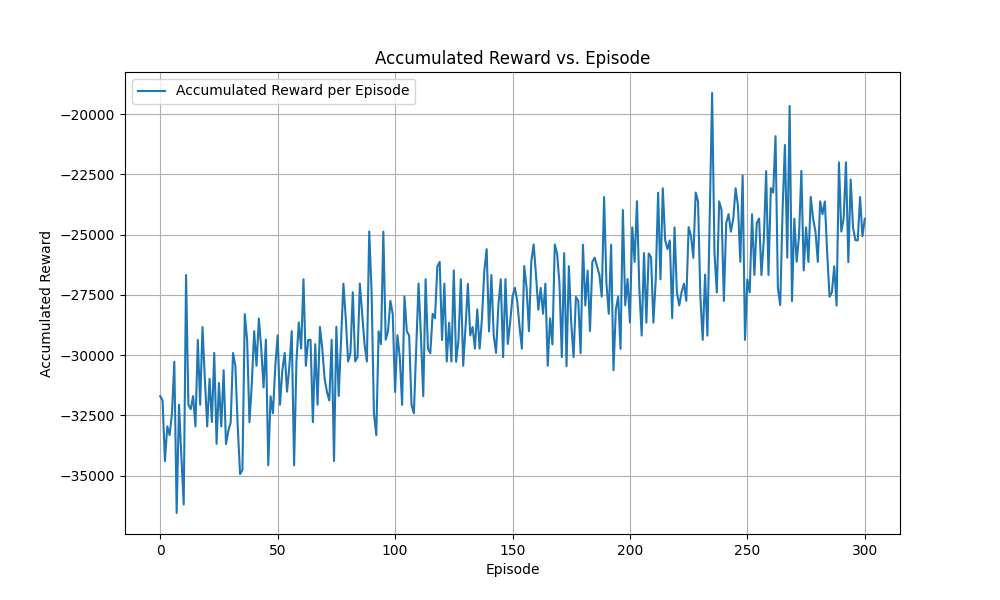 Accumulated Reward vs. Episode
Accumulated Reward per Episode
Accumulated Reward
−20000
−22500
−25000
−27500
−30000
−32500
−35000
0 50 100 150 200 250 300
Episode